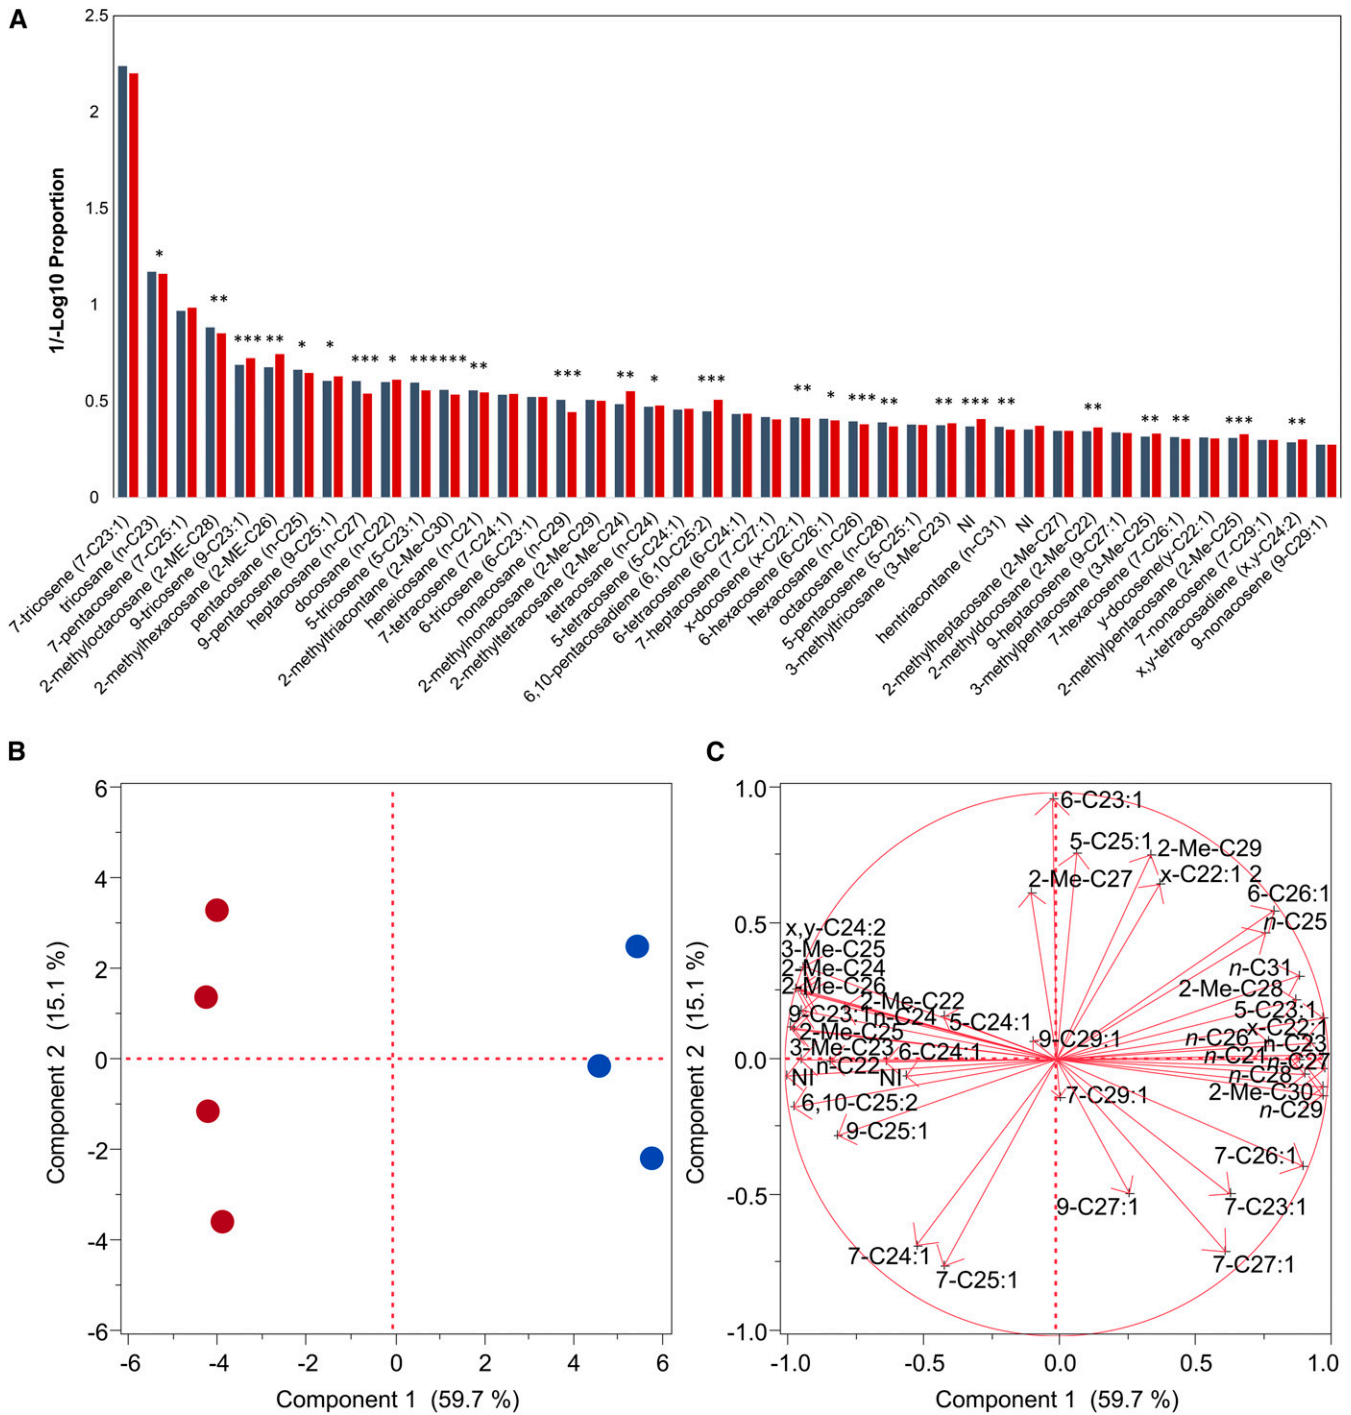 A
2.5
2
1.5
1
0.5
0
1/-Log10 Proportion
*
**
***
**
*
*
***
*
***
***
**
***
**
*
***
**
*
***
**
**
***
**
**
**
**
***
**
7-tricosene (7-C23:1)
tricosane (n-C23)
7-pentacosene (7-C25:1)
2-methyloctacosane (2-ME-C28)
9-tricosene (9-C23:1)
2-methylhexacosane (2-ME-C26)
pentacosane (n-C25)
9-pentacosene (9-C25:1)
heptacosane (n-C27)
docosane (n-C22)
5-tricosene (5-C23:1)
2-methyltriacontane (2-Me-C30)
heneicosane (n-C21)
7-tetracosene (7-C24:1)
6-tricosene (6-C23:1)
nonacosane (n-C29)
2-methylnonacosane (2-Me-C29)
2-methyltetracosane (2-Me-C24)
tetracosane (n-C24)
5-tetracosene (5-C24:1)
6,10-pentacosadiene (6,10-C25:2)
6-tetracosene (6-C24:1)
7-heptacosene (7-C27:1)
x-docosene (x-C22:1)
6-hexacosene (6-C26:1)
hexacosane (n-C26)
octacosane (n-C28)
5-pentacosene (5-C25:1)
3-methyltricosane (3-Me-C23)
NI
hentriacontane (n-C31)
NI
2-methylheptacosane (2-Me-C27)
2-methyldocosane (2-Me-C22)
9-heptacosene (9-C27:1)
3-methylpentacosane (3-Me-C25)
7-hexacosene (7-C26:1)
y-docosene (y-C22:1)
2-methylpentacosane (2-Me-C25)
7-nonacosene (7-C29:1)
x,y-tetracosadiene (x,y-C24:2)
9-nonacosene (9-C29:1)
B
6
4
2
0
-2
-4
-6
Component 2 (15.1 %)
-6
-4
-2
0
2
4
6
Component 1 (59.7 %)
C
1.0
0.5
0.0
-0.5
-1.0
Component 2 (15.1 %)
6-C23:1
5-C25:1
2-Me-C29
2-Me-C27
x-C22:1 2
6-C26:1
n-C25
x,y-C24:2
3-Me-C25
2-Me-C24
2-Me-C26
n-C31
2-Me-C28
2-Me-C22
5-C23:1
9-C23:1
n-C24
5-C24:1
x-C22:1
2-Me-C25
9-C29:1
n-C26
n-C23
3-Me-C23
6-C24:1
n-C21
n-C27
n-C22
NI
NI
n-C28
2-Me-C30
n-C29
6,10-C25:2
7-C29:1
9-C25:1
7-C26:1
9-C27:1
7-C23:1
7-C24:1
7-C25:1
7-C27:1
-1.0
-0.5
0.0
0.5
1.0
Component 1 (59.7 %)